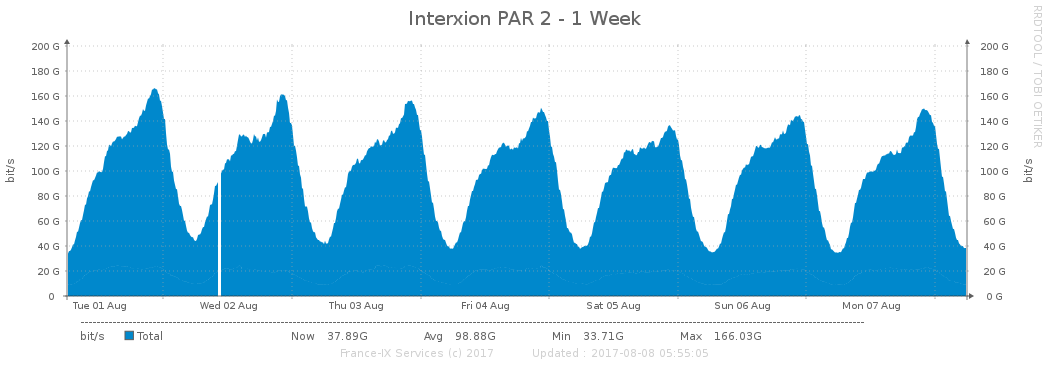 Interxion PAR 2 - 1 Week
RRDTOOL / TOBI OETIKER
bit/s
200 G 200 G
180 G 180 G
160 G 160 G
140 G 140 G
120 G 120 G
100 G 100 G
80 G 80 G
60 G 60 G
40 G 40 G
20 G 20 G
0 0 G
bit/s
Tue 01 Aug Wed 02 Aug Thu 03 Aug Fri 04 Aug Sat 05 Aug Sun 06 Aug Mon 07 Aug
bit/s Total Now 37.89G Avg 98.88G Min 33.71G Max 166.03G
France-IX Services (c) 2017 Updated : 2017-08-08 05:55:05